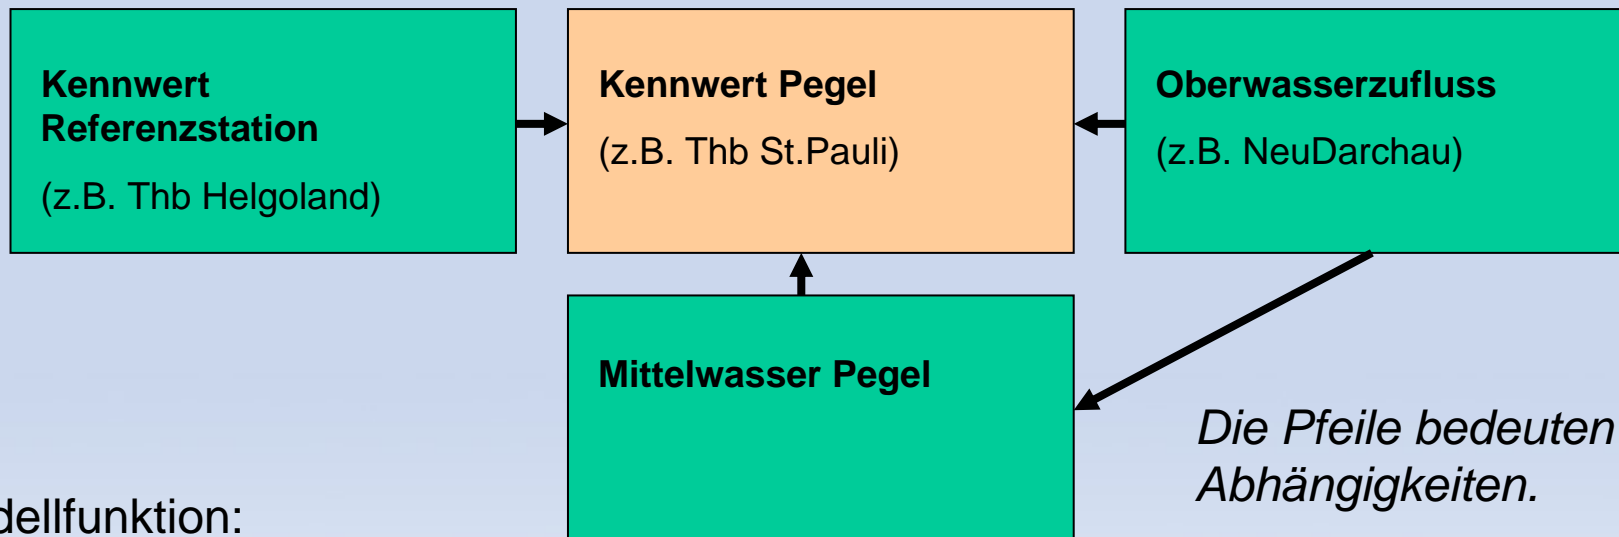 Kennwert
Referenzstation
(z.B. Thb Helgoland)
Kennwert Pegel
(z.B. Thb St.Pauli)
Oberwasserzufluss
(z.B. NeuDarchau)
Mittelwasser Pegel
Die Pfeile bedeuten
Abhängigkeiten.
dellfunktion: